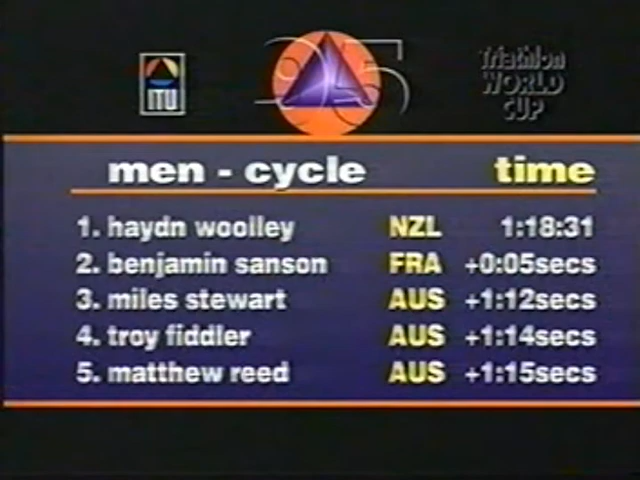 ITU
95
Triathlon
WORLD
CUP
men - cycle time
1. haydn woolley NZL 1:18:31
2. benjamin sanson FRA +0:05secs
3. miles stewart AUS +1:12secs
4. troy fiddler AUS +1:14secs
5. matthew reed AUS +1:15secs